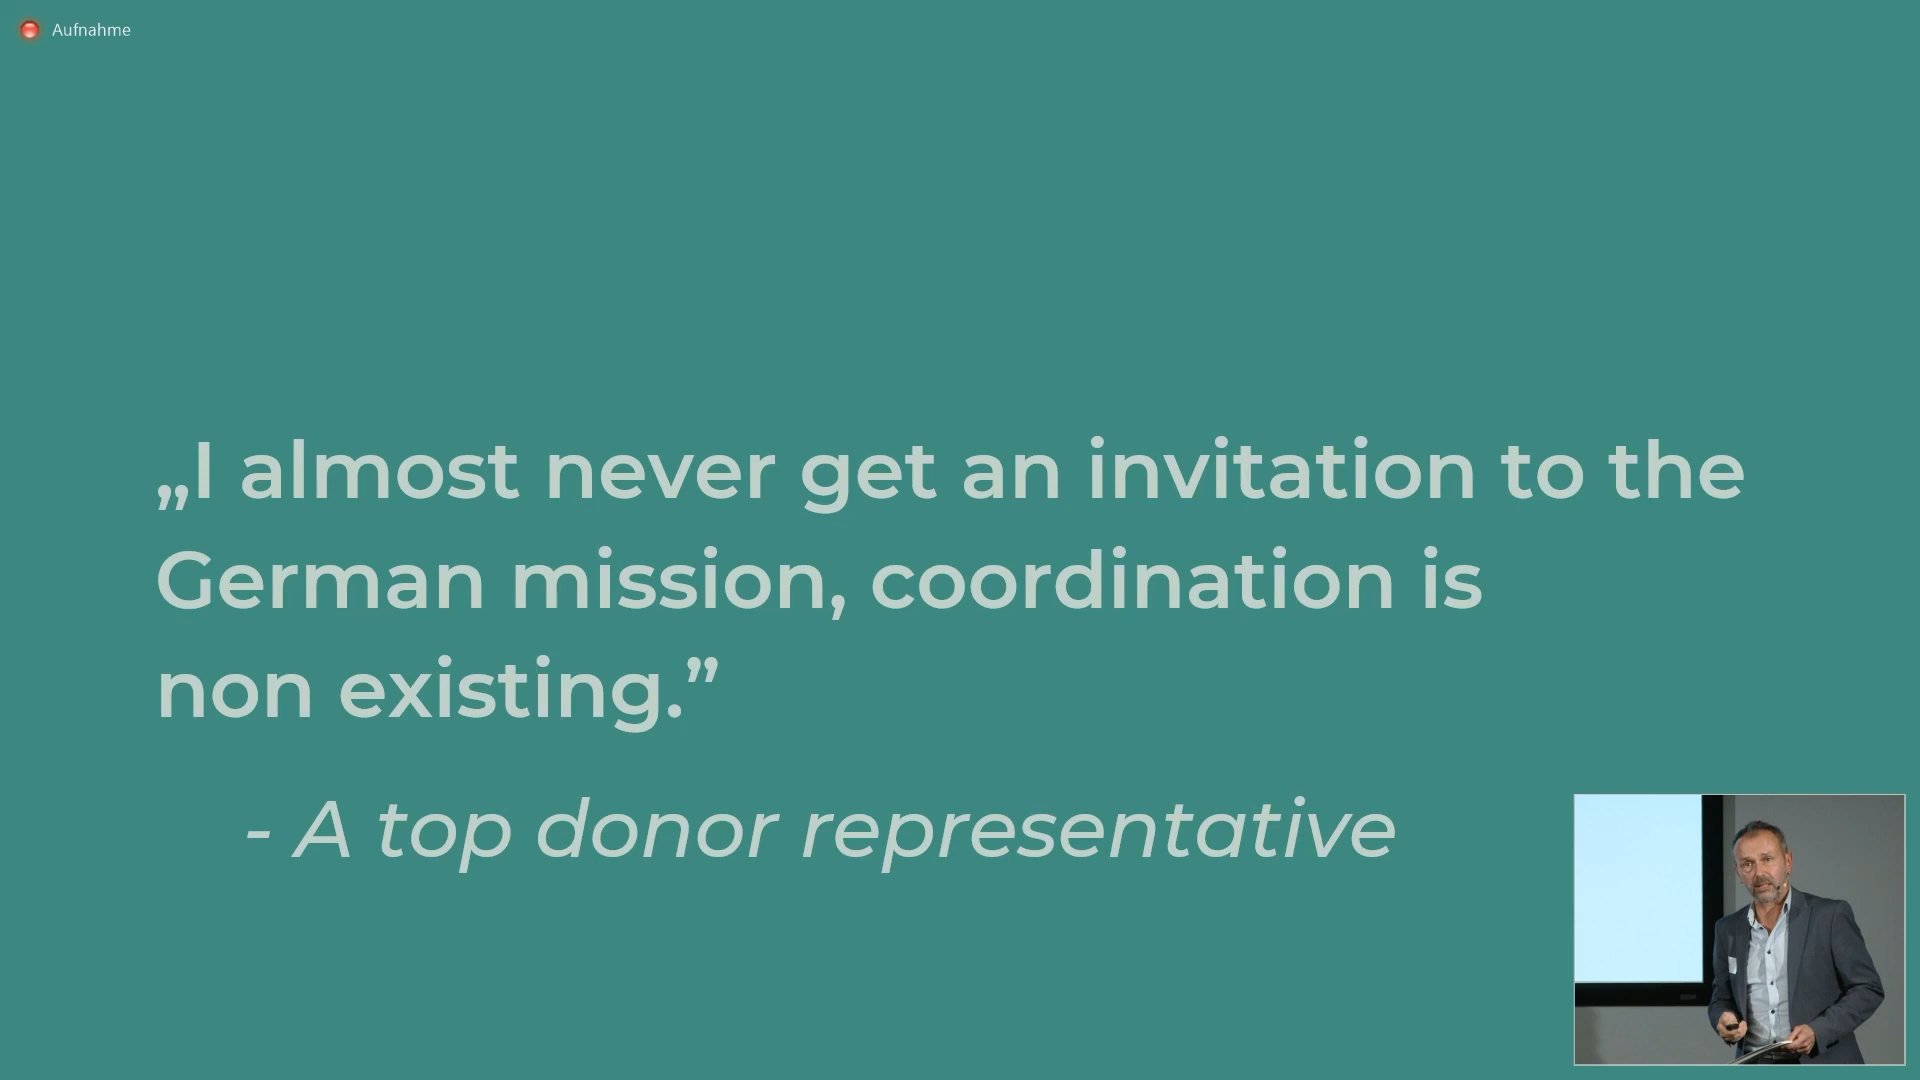 Aufnahme
„I almost never get an invitation to the
German mission, coordination is
non existing.”
- A top donor representative